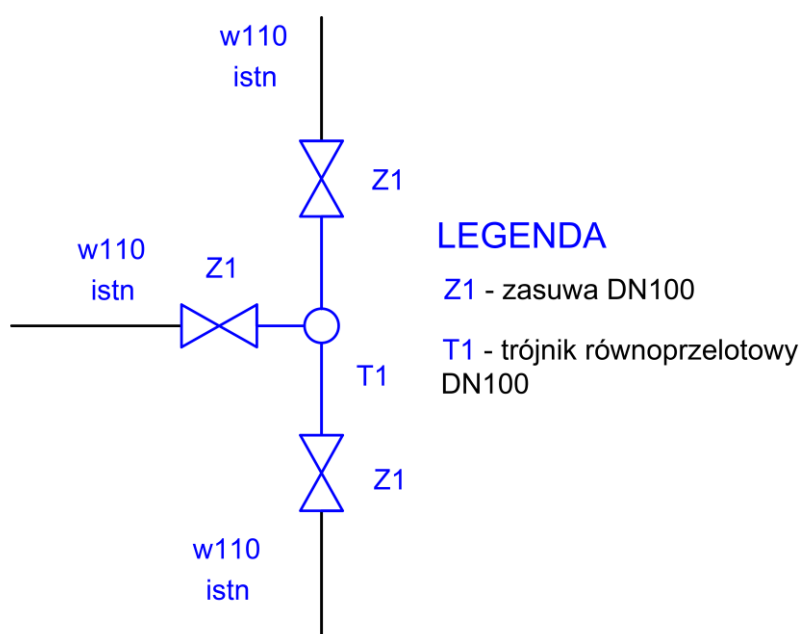 w110
istn
Z1
w110
istn
Z1
T1
Z1
w110
istn
LEGENDA
Z1 - zasuwa DN100
T1 - trójnik równoprzelotowy
DN100